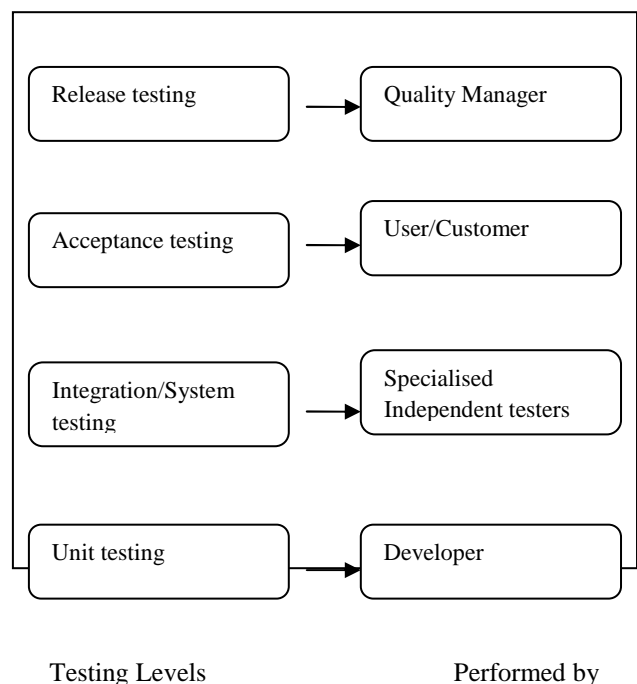 Release testing
Quality Manager
Acceptance testing
User/Customer
Integration/System
testing
Specialised
Independent testers
Unit testing
Developer
Testing Levels
Performed by